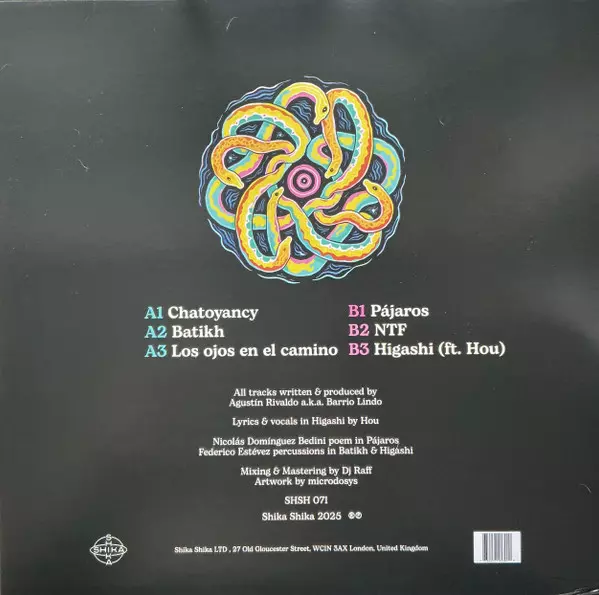 A1 Chatoyancy
A2 Batikh
A3 Los ojos en el camino
B1 Pájaros
B2 NTF
B3 Higashi (ft. Hou)
All tracks written & produced by
Agustín Rivaldo a.k.a. Barrio Lindo
Lyrics & vocals in Higashi by Hou
Nicolás Domínguez Bedini poem in Pájaros
Federico Estévez percussions in Batikh & Higáshi
Mixing & Mastering by Dj Raff
Artwork by microdosys
SHSH 071
Shika Shika 2025 ℗©
SHIKA
SHIKA
Shika Shika LTD , 27 Old Gloucester Street, WC1N 3AX London, United Kingdom